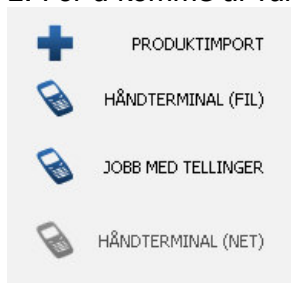 PRODUKTIMPORT
HÅNDTERMINAL (FIL)
JOBB MED TELLINGER
HÅNDTERMINAL (NET)